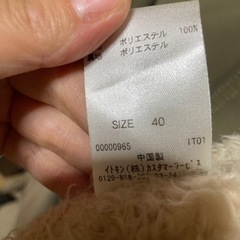 ポリエステル 100%
ポリエステル
SIZE 40
00000965 IT01
中国製
イトキン(株)カスタマーサービス